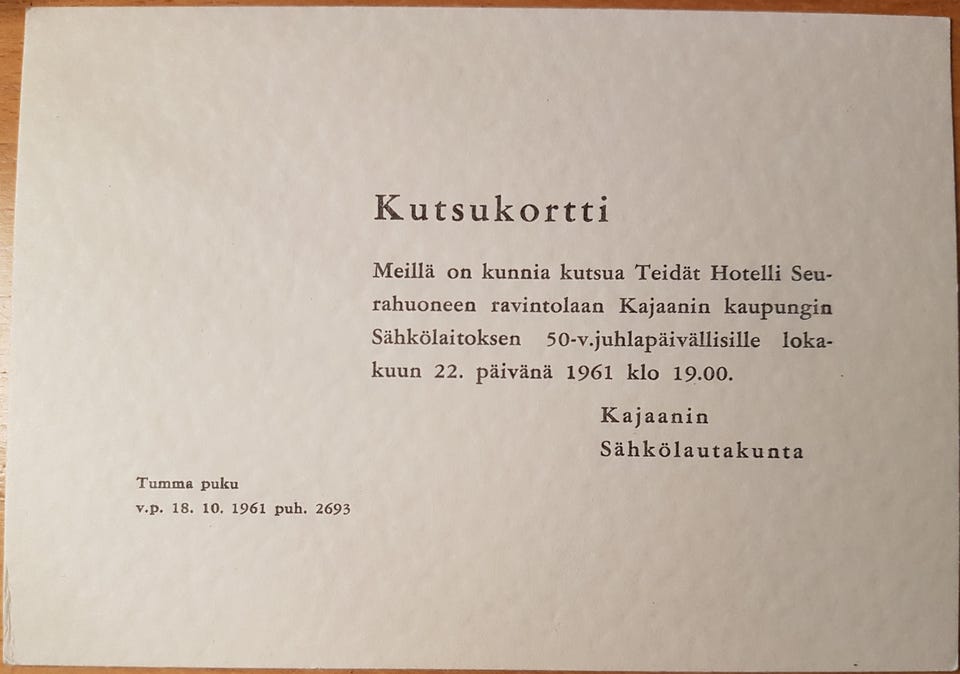 Kutsukortti
Meillä on kunnia kutsua Teidät Hotelli Seu-
rahuoneen ravintolaan Kajaanin kaupungin
Sähkölaitoksen 50-v.juhlapäivällisille loka-
kuun 22. päivänä 1961 klo 19.00.
Kajaanin
Sähkölautakunta
Tumma puku
v.p. 18. 10. 1961 puh. 2693